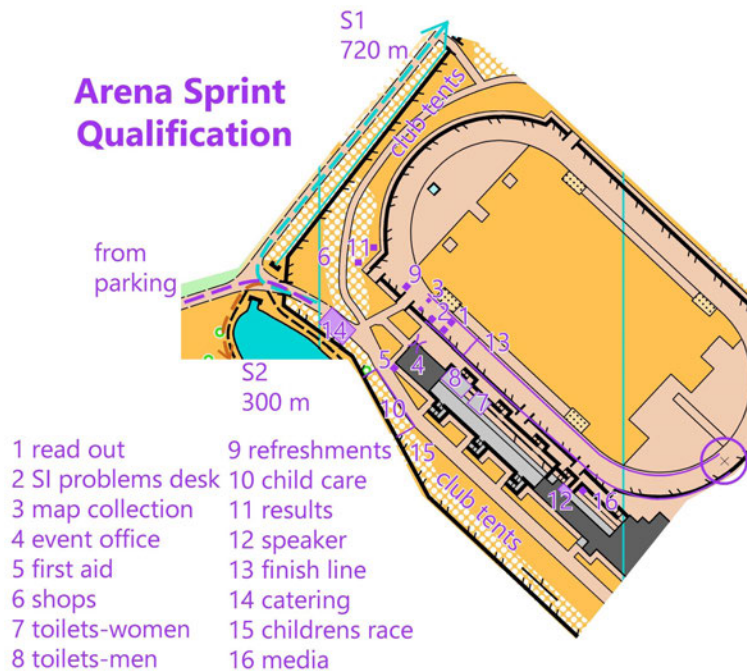 S1
720 m
Arena Sprint
Qualification
club tents
from
parking
11
6
9
3
2 1
13
14
5
4
8
7
S2
300 m
10
15
club tents
12
16
1 read out
2 SI problems desk
3 map collection
4 event office
5 first aid
6 shops
7 toilets-women
8 toilets-men
9 refreshments
10 child care
11 results
12 speaker
13 finish line
14 catering
15 childrens race
16 media